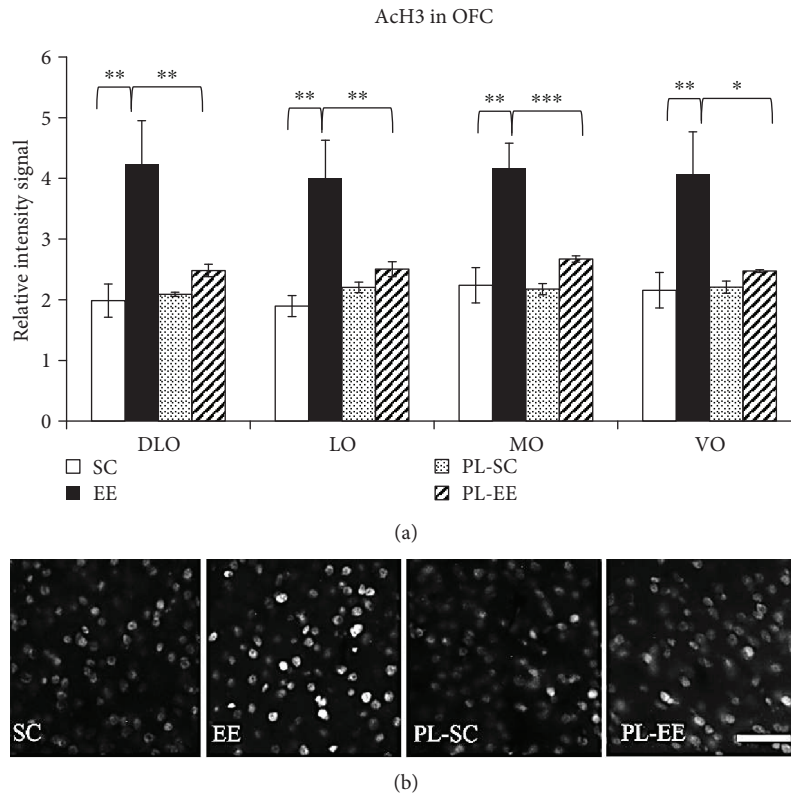 AcH3 in OFC
Relative intensity signal
6
5
4
3
2
1
0
** **
** **
** ***
** *
DLO LO MO VO
SC PL-SC
EE PL-EE
(a)
SC EE PL-SC PL-EE
(b)